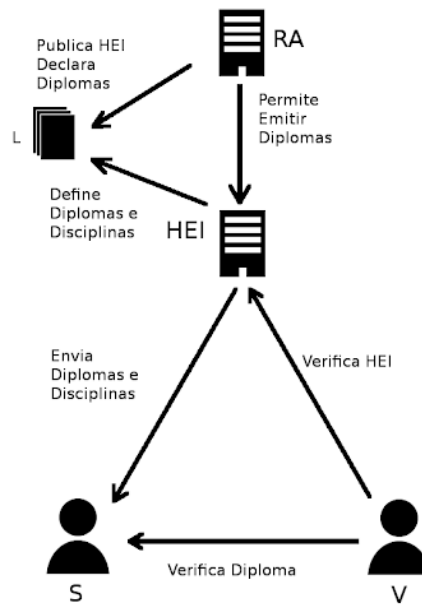 Publica HEI
Declara
Diplomas
RA
Permite
Emitir
Diplomas
L
Define
Diplomas e
Disciplinas
HEI
Envia
Diplomas e
Disciplinas
Verifica HEI
Verifica Diploma
S
V